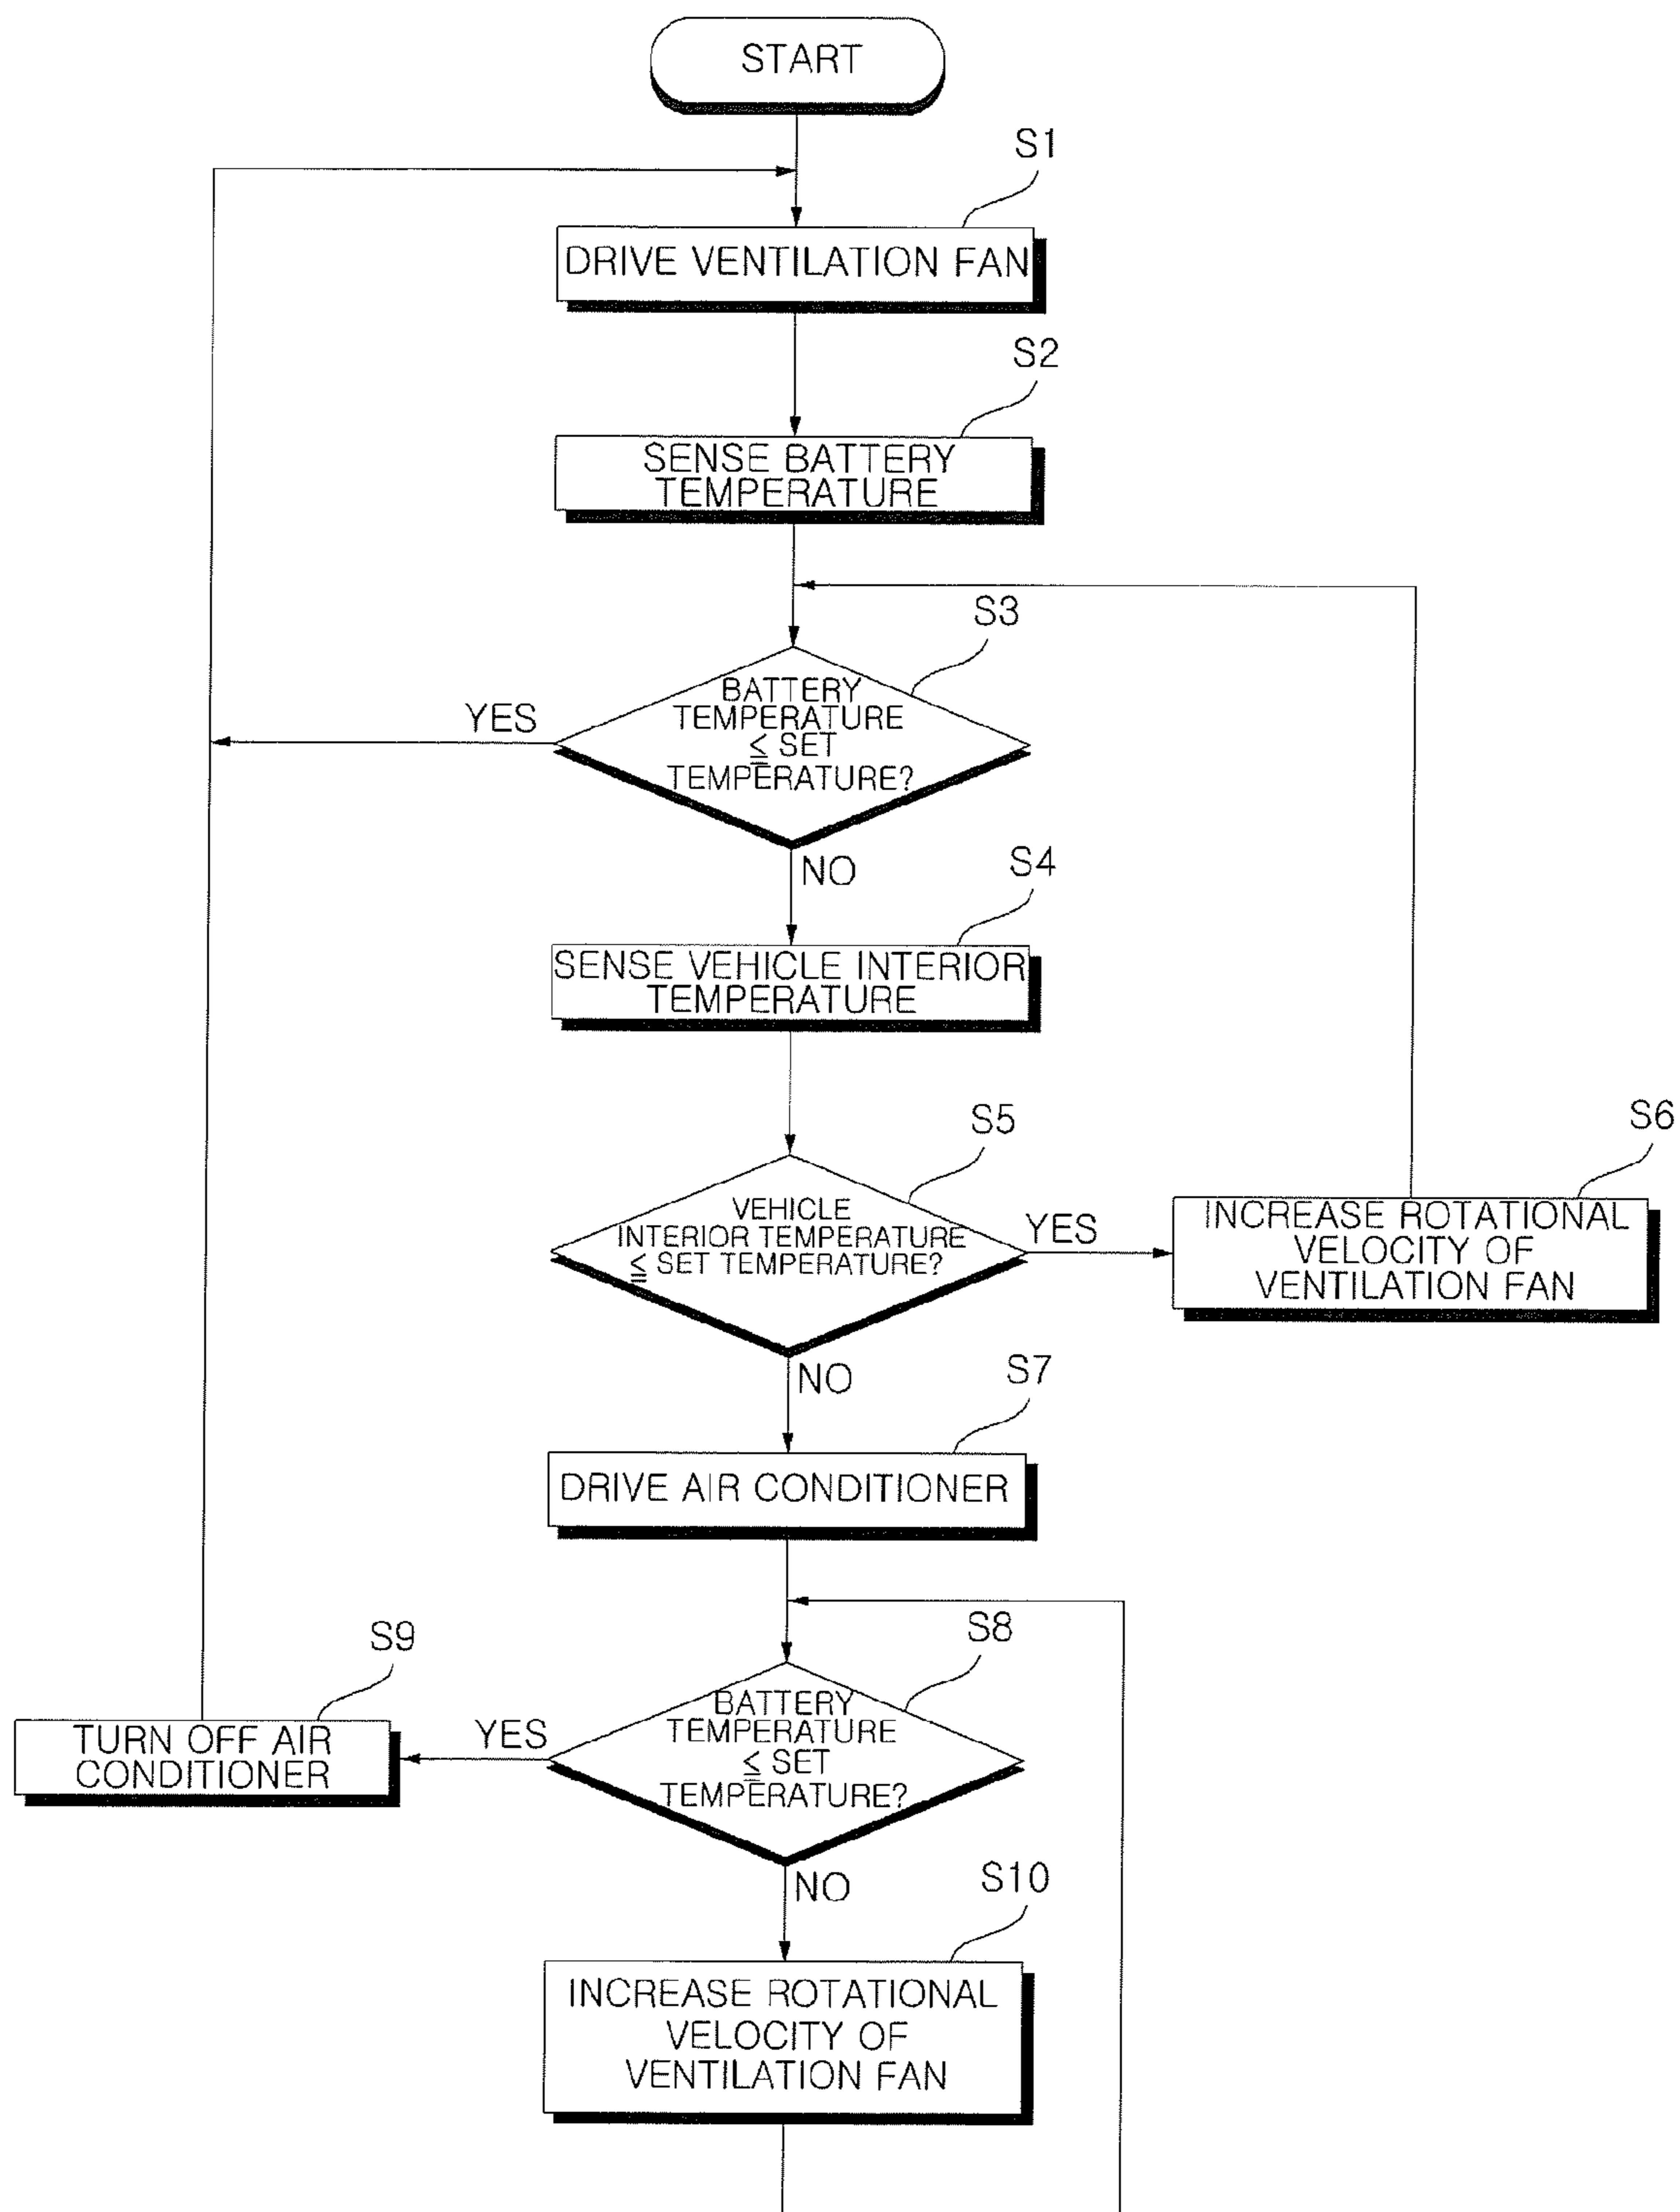 START
S1
DRIVE VENTILATION FAN
S2
SENSE BATTERY
TEMPERATURE
S3
BATTERY
TEMPERATURE
≦ SET
TEMPERATURE?
YES
NO
S4
SENSE VEHICLE INTERIOR
TEMPERATURE
S5
VEHICLE
INTERIOR TEMPERATURE
≦ SET TEMPERATURE?
YES
S6
INCREASE ROTATIONAL
VELOCITY OF
VENTILATION FAN
NO
S7
DRIVE AIR CONDITIONER
S8
BATTERY
TEMPERATURE
≦ SET
TEMPERATURE?
YES
S9
TURN OFF AIR
CONDITIONER
NO
S10
INCREASE ROTATIONAL
VELOCITY OF
VENTILATION FAN